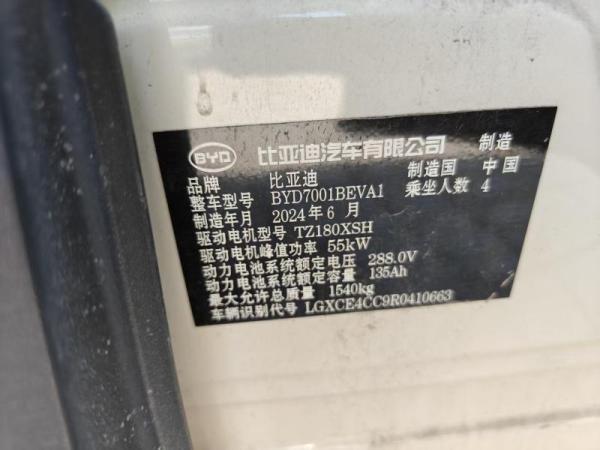 BYD 比亚迪汽车有限公司 制造
品牌 比亚迪 制造国 中国
整车型号 BYD7001BEVA1 乘坐人数 4
制造年月 2024年6月
驱动电机型号 TZ180XSH
驱动电机峰值功率 55kW
动力电池系统额定电压 288.0V
动力电池系统额定容量 135Ah
最大允许总质量 1540kg
车辆识别代号 LGXCE4CC9R0410663